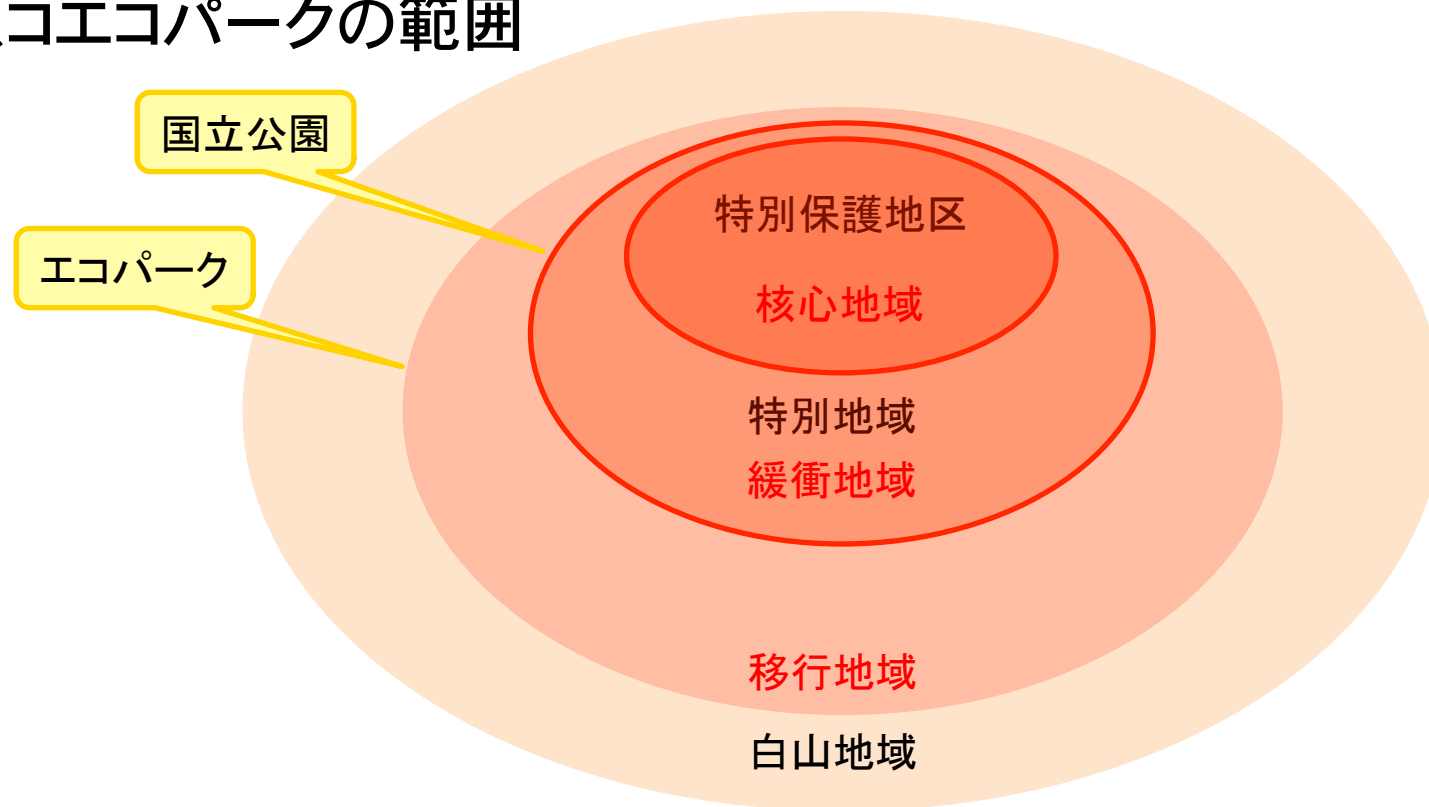 コエコパークの範囲
国立公園
エコパーク
特別保護地区
核心地域
特別地域
緩衝地域
移行地域
白山地域